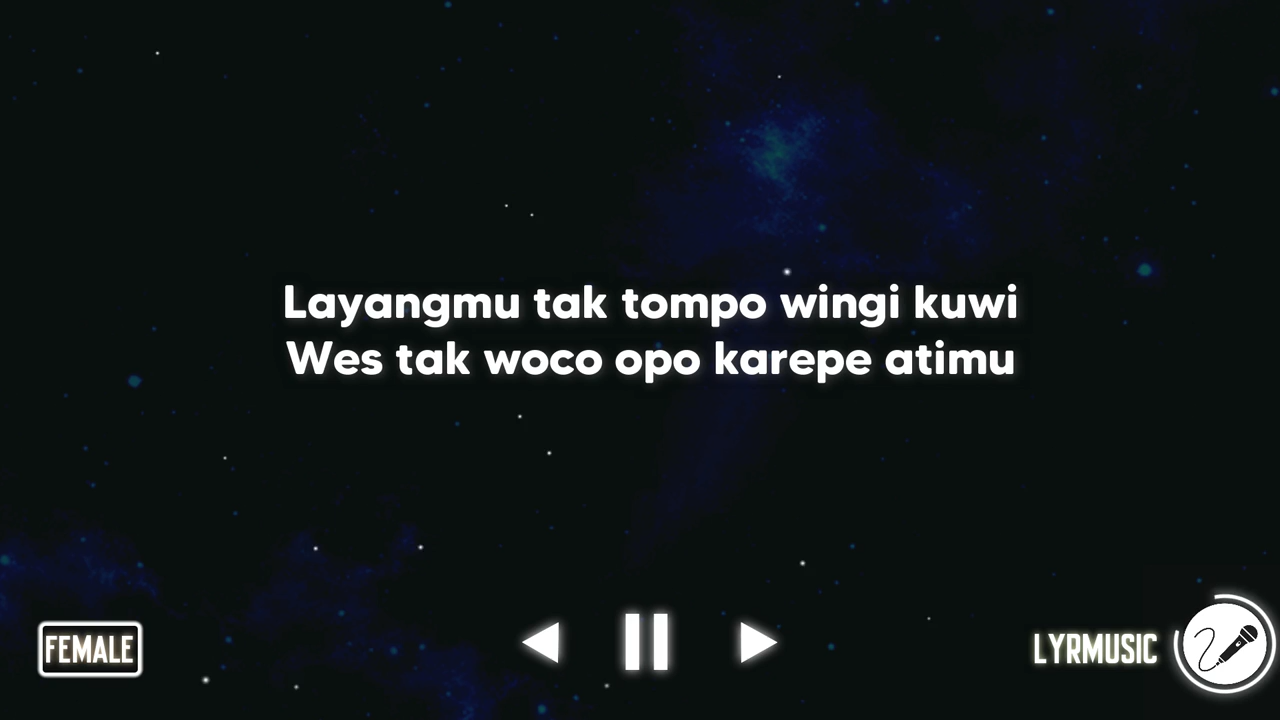 Layangmu tak tompo wingi kuwi
Wes tak woco opo karepe atimu
FEMALE
LYRMUSIC